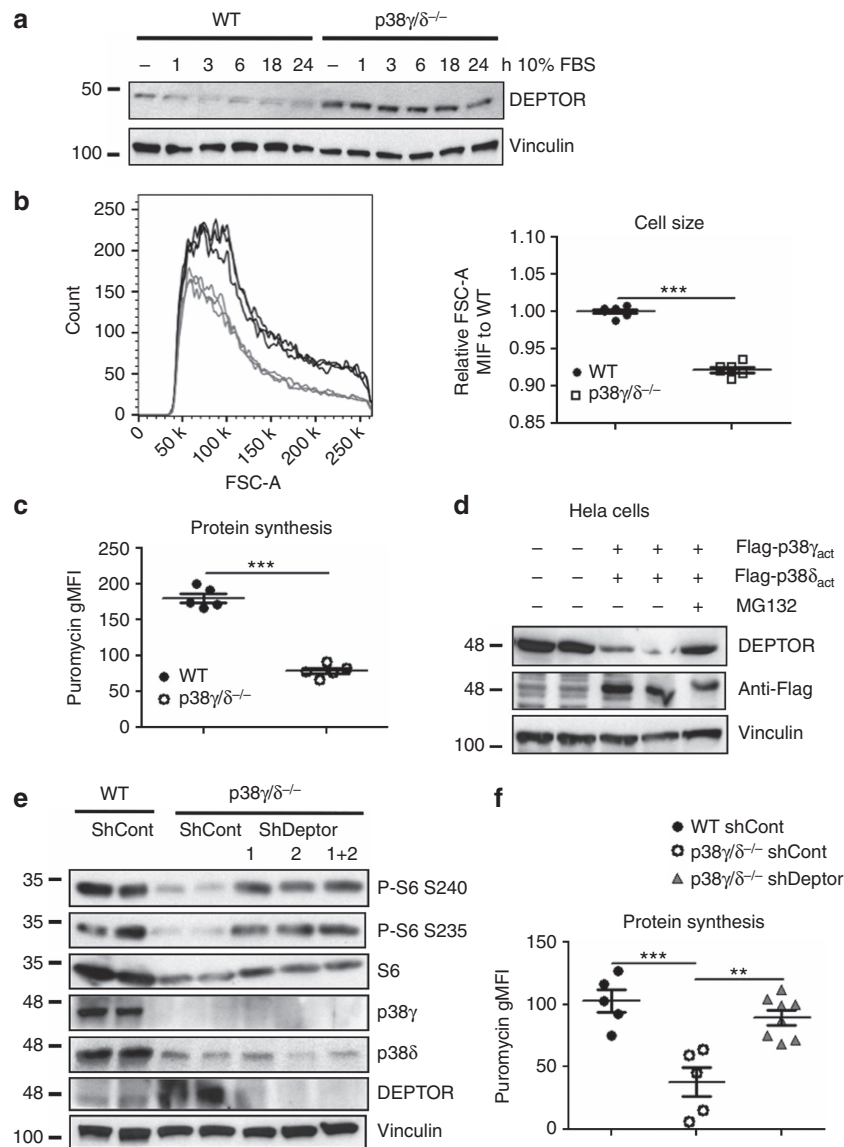 a
WT p38γ/δ–/–
– 1 3 6 18 24 – 1 3 6 18 24 h 10% FBS
50 DEPTOR
100 Vinculin
b
250
200
150
100
50
0
Count
0 50 k 100 k 150 k 200 k 250 k
FSC-A
Cell size
1.10
1.05
1.00
0.95
0.90
0.85
Relative FSC-A
MIF to WT
***
WT
p38γ/δ–/–
c
Protein synthesis
250
200
150
100
50
0
Puromycin gMFI
***
WT
p38γ/δ–/–
d
Hela cells
– – + + + Flag-p38γact
– – + + + Flag-p38δact
+ MG132
48 DEPTOR
48 Anti-Flag
100 Vinculin
e
WT p38γ/δ–/–
ShCont ShCont ShDeptor
1 2 1+2
35 P-S6 S240
35 P-S6 S235
35 S6
48 p38γ
48 p38δ
48 DEPTOR
100 Vinculin
f
WT shCont
p38γ/δ–/– shCont
p38γ/δ–/– shDeptor
Protein synthesis
150
100
50
0
Puromycin gMFI
***
**